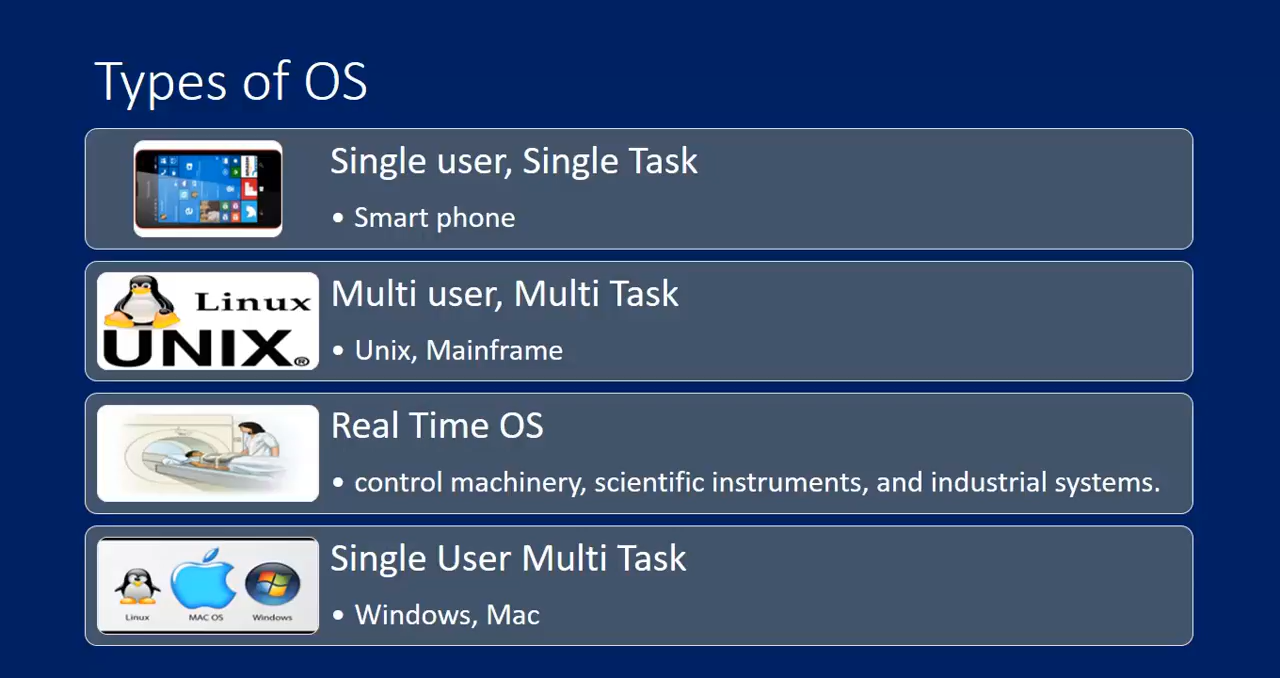 Types of OS
Single user, Single Task
• Smart phone
Linux
UNIX®
Multi user, Multi Task
• Unix, Mainframe
Real Time OS
• control machinery, scientific instruments, and industrial systems.
Linux MAC OS Windows
Single User Multi Task
• Windows, Mac